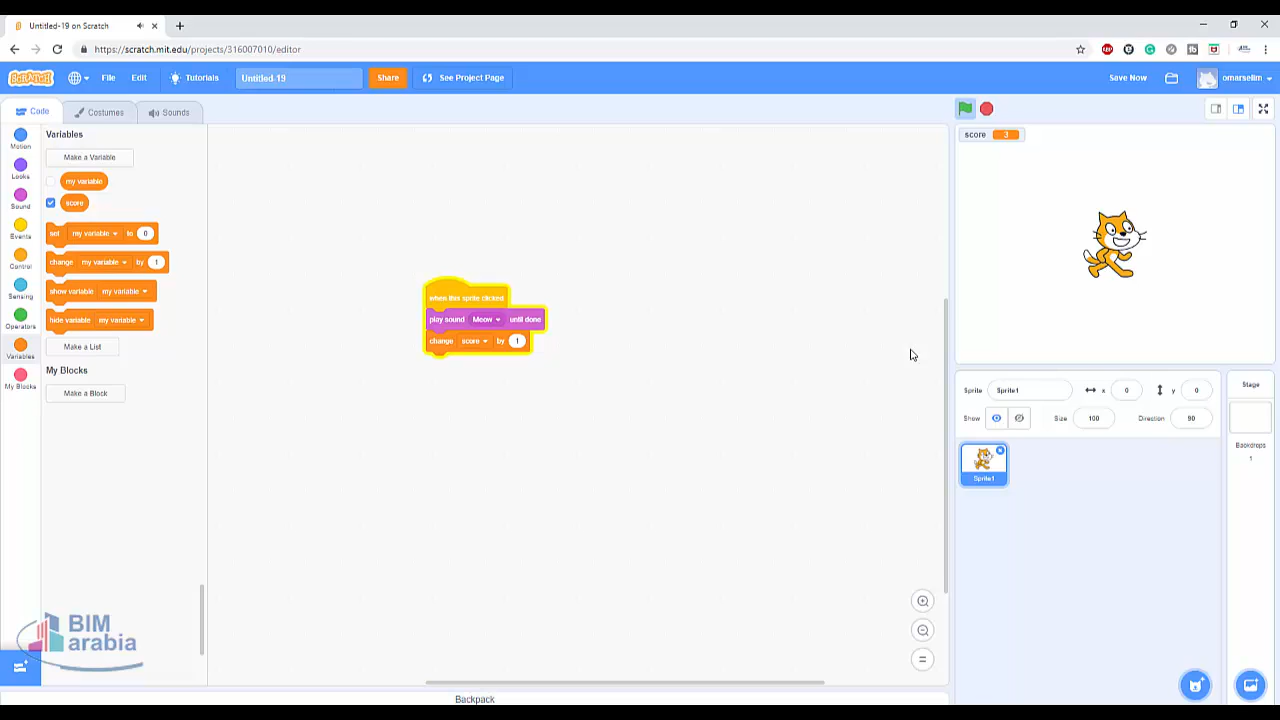 Untitled-19 on Scratch
https://scratch.mit.edu/projects/316007010/editor
SCRATCH File Edit Tutorials Untitled-19 Share See Project Page Save Now omarselim
Code Costumes Sounds
Motion
Looks
Sound
Events
Control
Sensing
Operators
Variables
My Blocks
Variables
Make a Variable
my variable
score
set my variable to 0
change my variable by 1
show variable my variable
hide variable my variable
Make a List
My Blocks
Make a Block
when this sprite clicked
play sound Meow until done
change score by 1
score 3
Sprite Sprite1 x 0 y 0
Show Size 100 Direction 90
Sprite1
Stage
Backdrops
1
BIM
arabia
Backpack